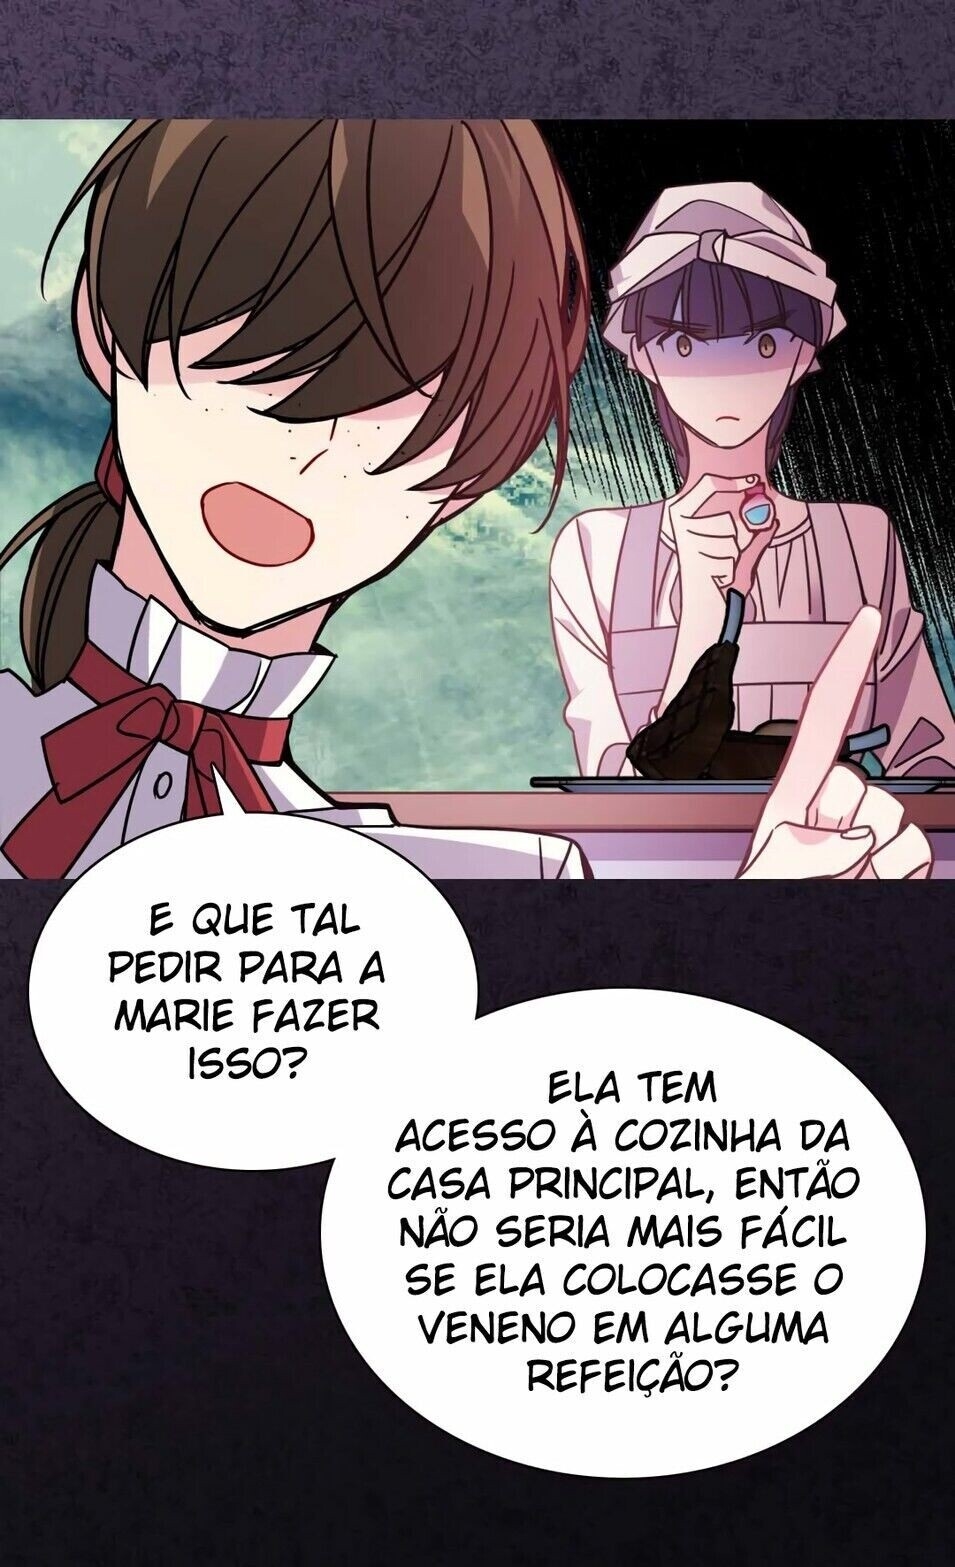 E QUE TAL
PEDIR PARA A
MARIE FAZER
ISSO?
ELA TEM
ACESSO À COZINHA DA
CASA PRINCIPAL, ENTÃO
NÃO SERIA MAIS FÁCIL
SE ELA COLOCASSE O
VENENO EM ALGUMA
REFEIÇÃO?